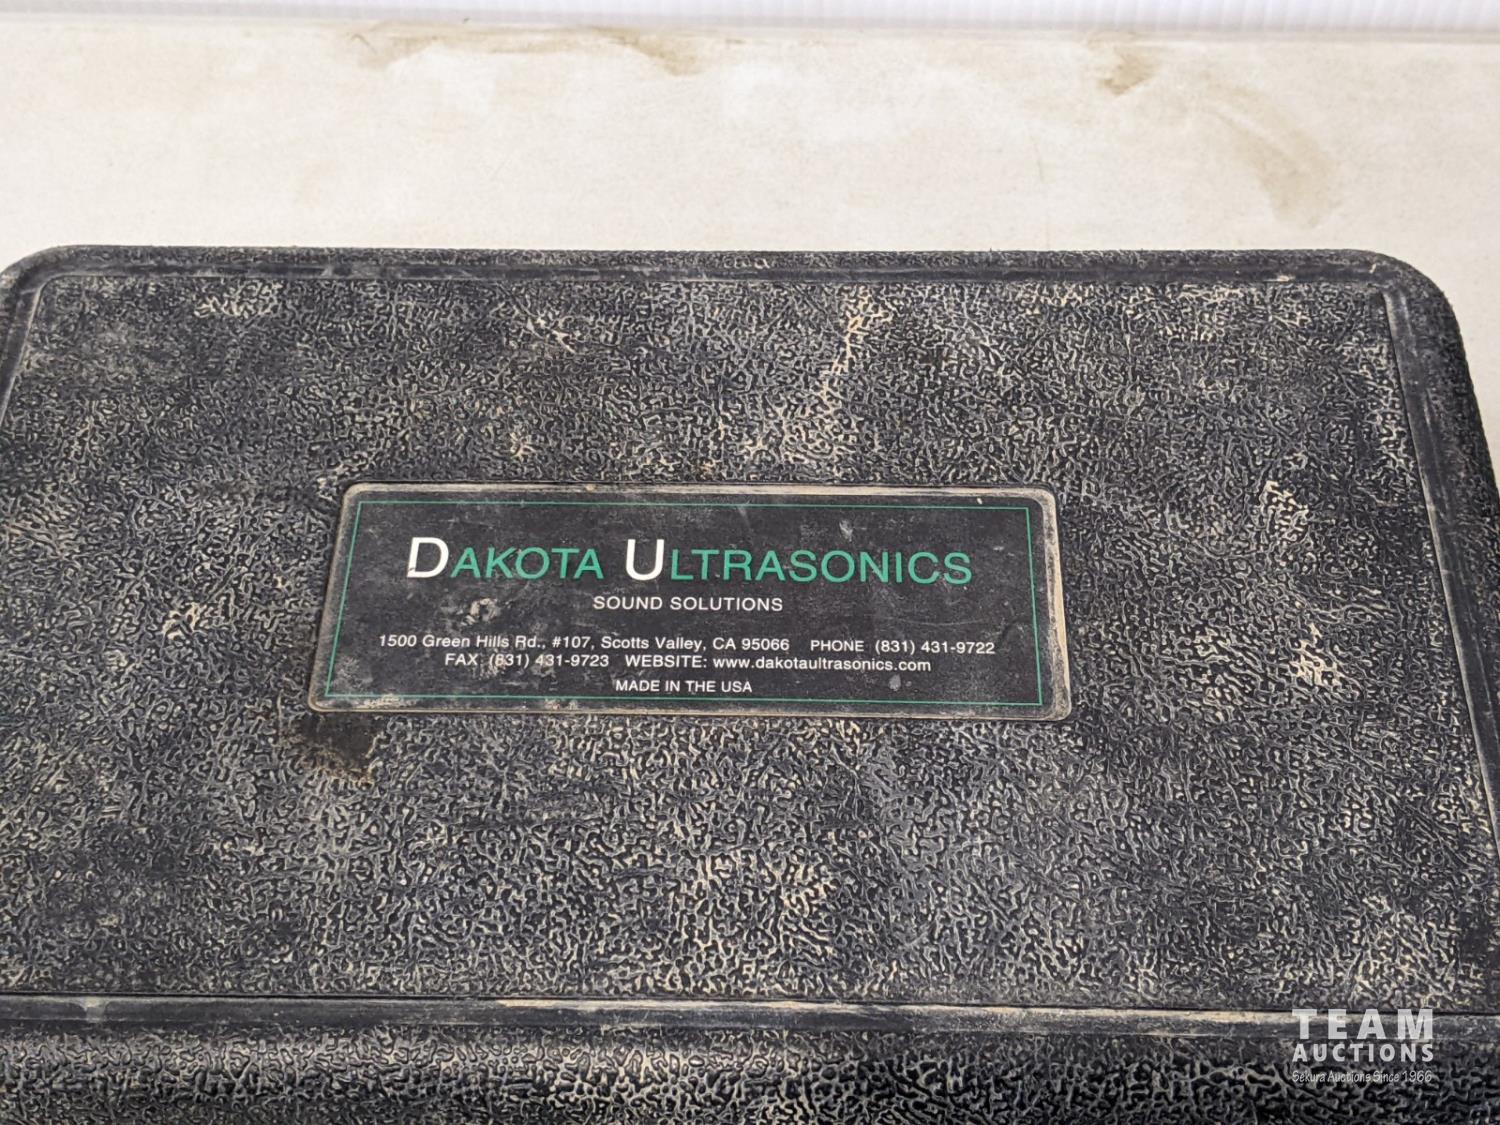 DAKOTA ULTRASONICS
SOUND SOLUTIONS
1500 Green Hills Rd., #107, Scotts Valley, CA 95066 PHONE (831) 431-9722
FAX (831) 431-9723 WEBSITE: www.dakotaultrasonics.com
MADE IN THE USA
TEAM
AUCTIONS
Sekura Auctions Since 1966